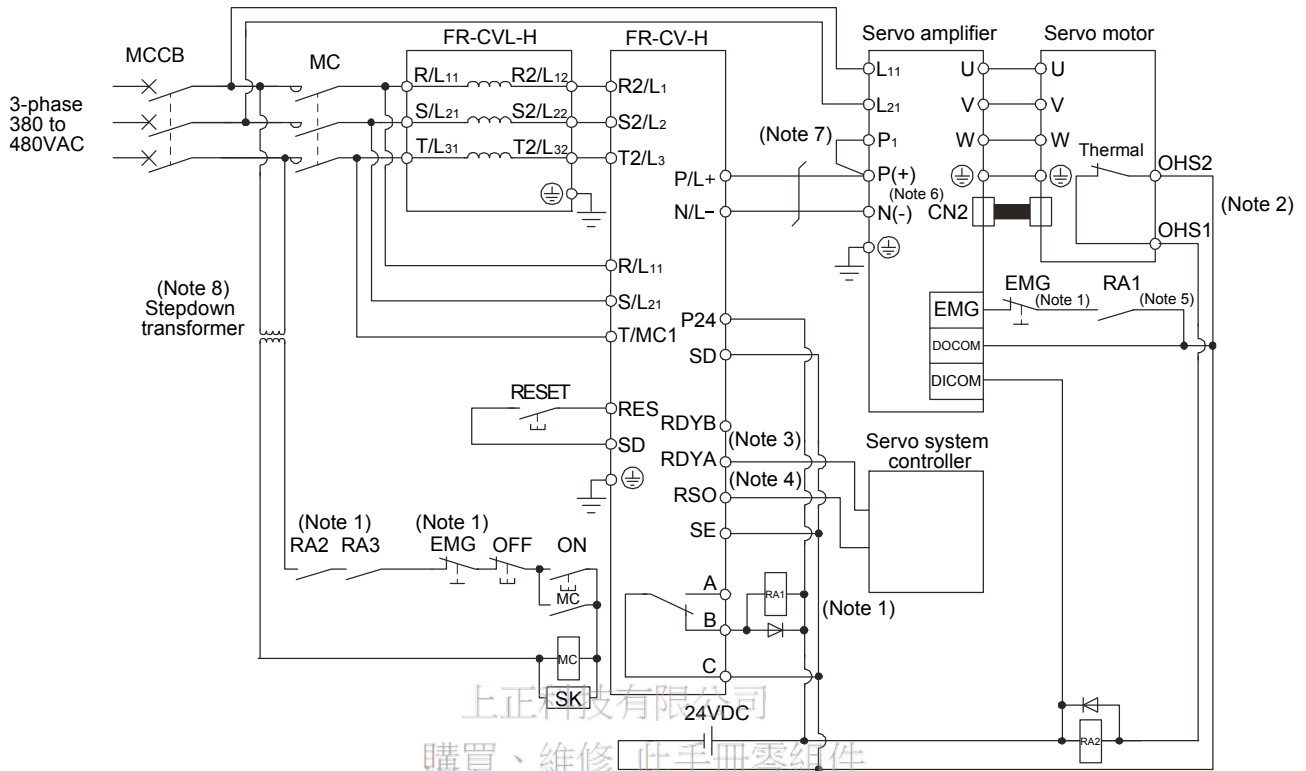 MCCB
MC
FR-CVL-H
FR-CV-H
Servo amplifier
Servo motor
3-phase
380 to
480VAC
R/L11
R2/L12
S/L21
S2/L22
T/L31
T2/L32
R2/L1
S2/L2
T2/L3
P/L+
N/L−
L11
L21
P1
(Note 7)
P(+)
(Note 6)
N(-)
U
V
W
CN2
U
V
W
Thermal
OHS2
OHS1
(Note 2)
R/L11
S/L21
T/MC1
(Note 8)
Stepdown
transformer
P24
SD
EMG
DOCOM
DICOM
EMG
(Note 1)
RA1
(Note 5)
RESET
RES
SD
RDYB
RDYA
(Note 3)
RSO
(Note 4)
SE
Servo system
controller
(Note 1)
RA2
RA3
(Note 1)
EMG
OFF
ON
MC
MC
SK
A
B
C
RA1
(Note 1)
24VDC
RA2
上正科技有限公司
購買、維修 此手冊零組件